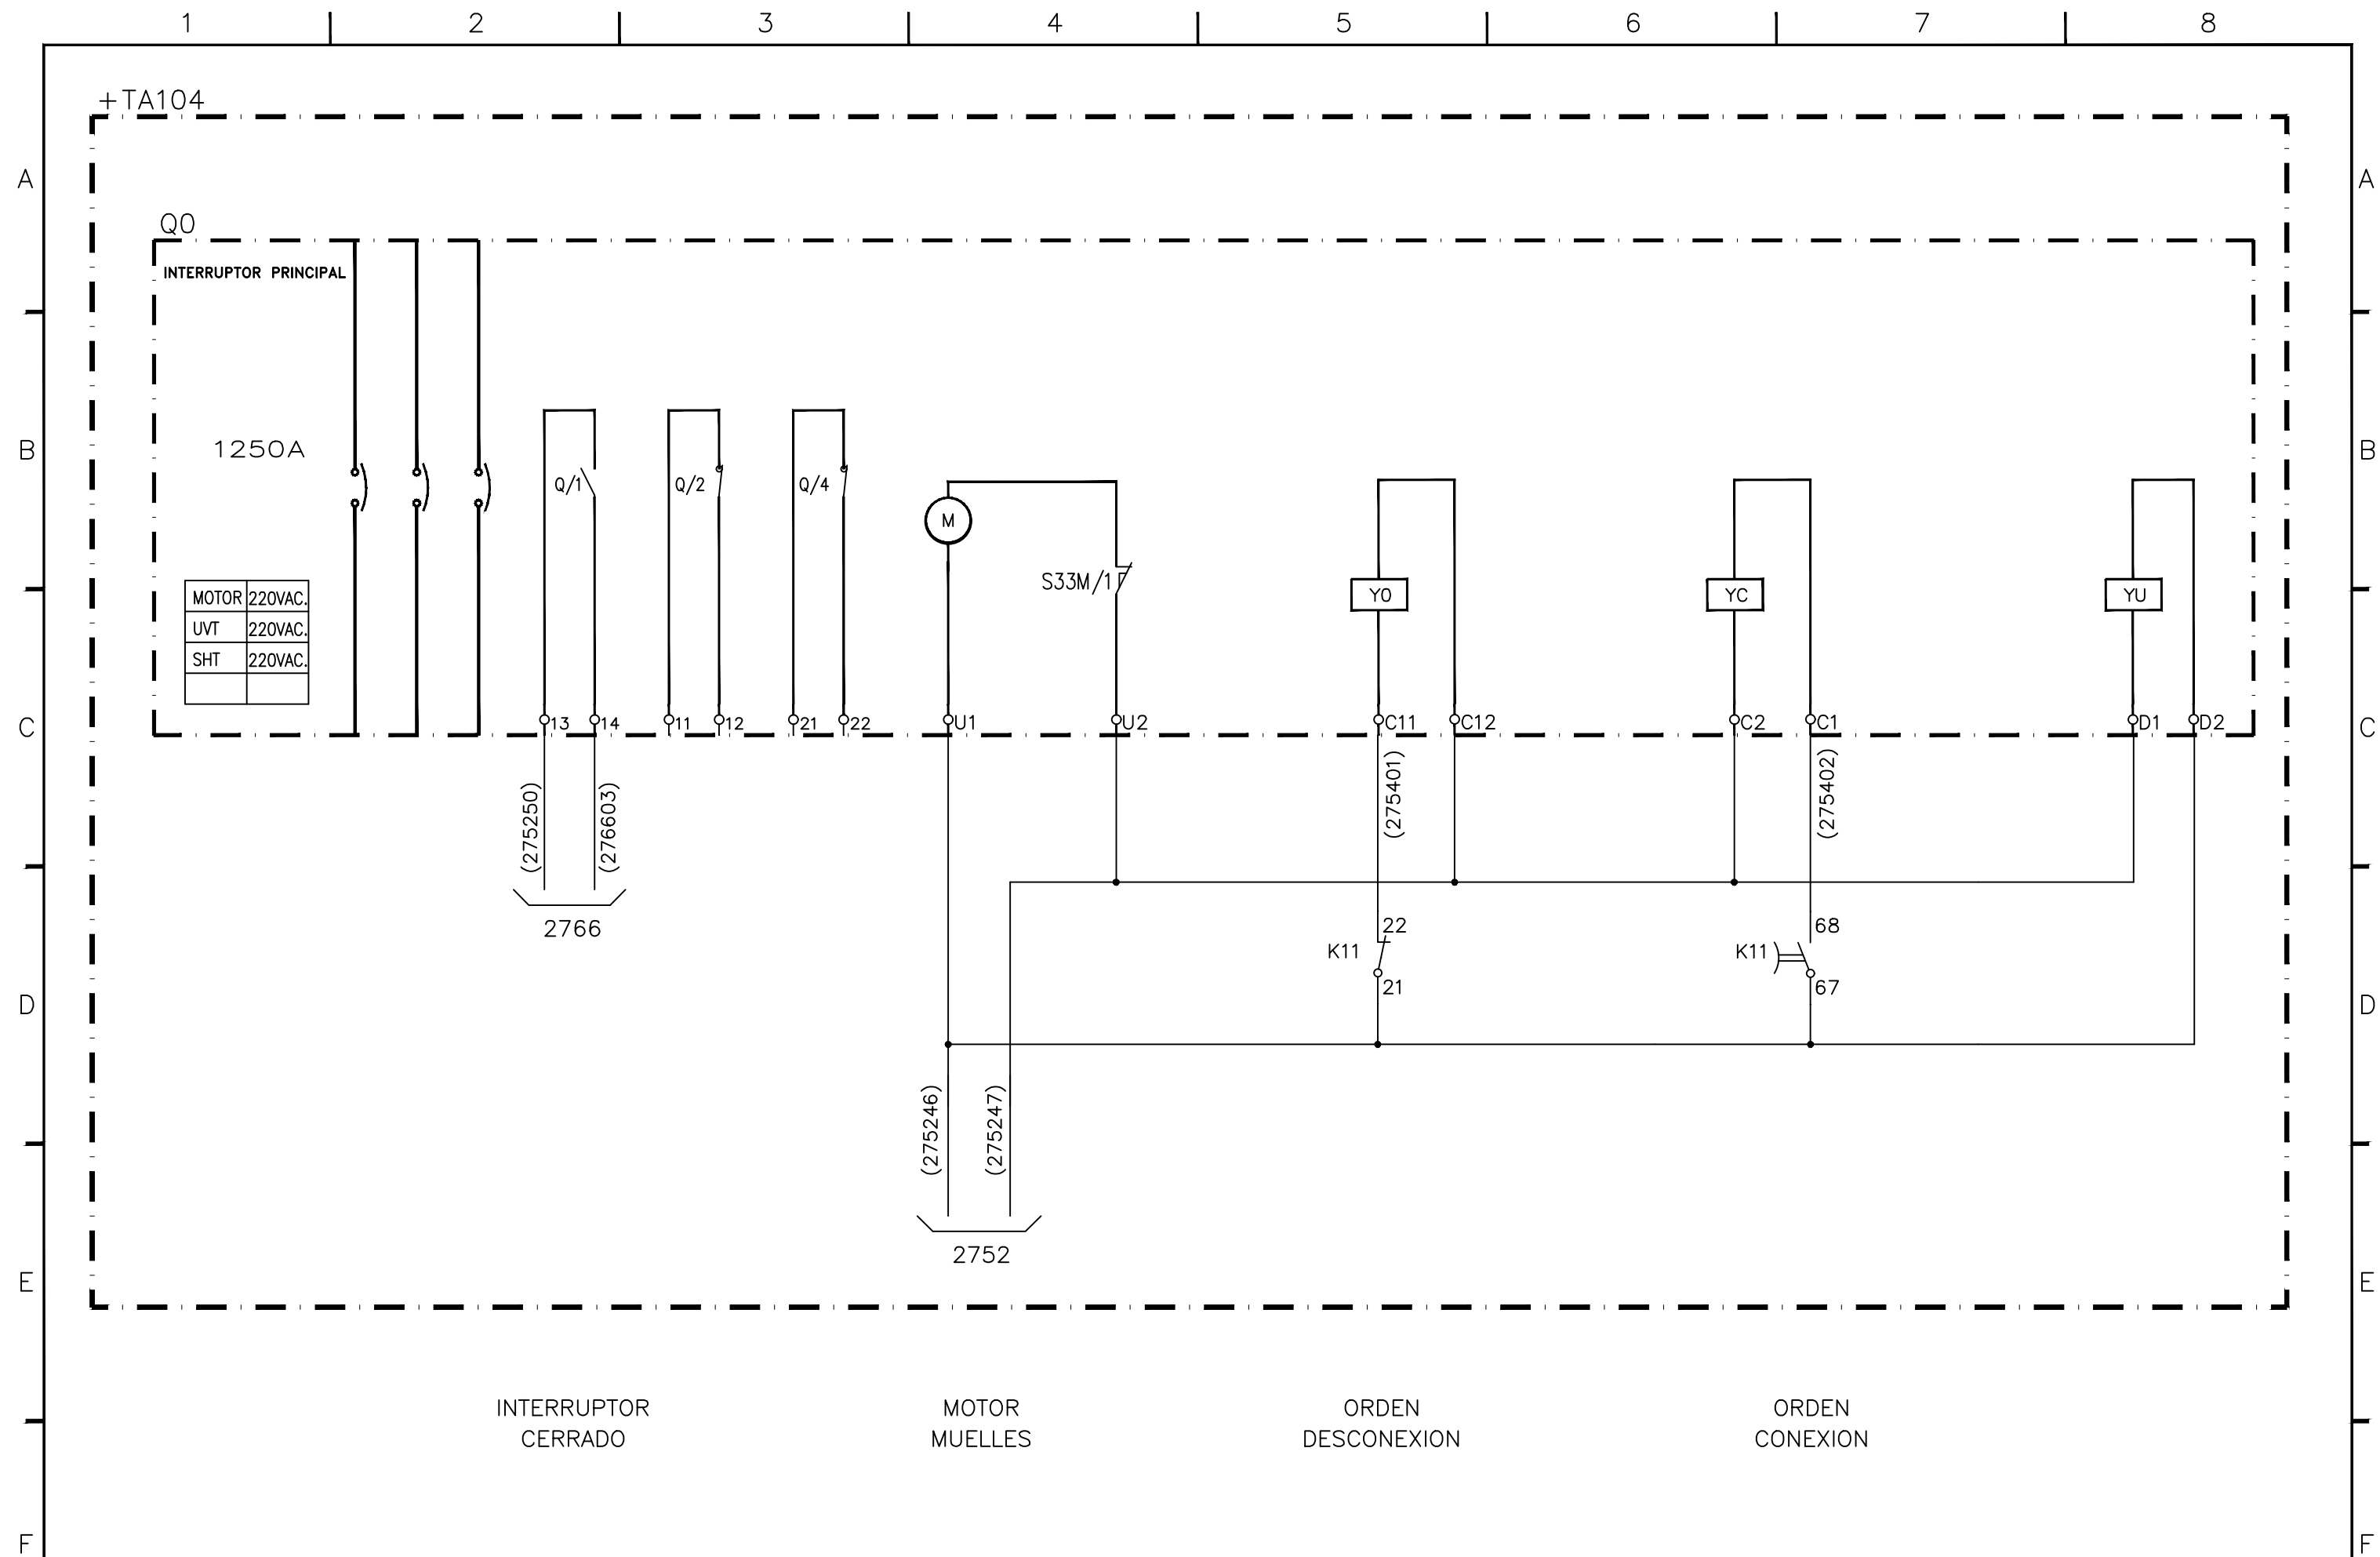 1 2 3 4 5 6 7 8
+TA104
A A
Q0
INTERRUPTOR PRINCIPAL
B 1250A B
Q/1 Q/2 Q/4
M
S33M/1
YO YC YU
MOTOR 220VAC.
UVT 220VAC.
SHT 220VAC.
C 13 14 11 12 21 22 U1 U2 C11 C12 C2 C1 D1 D2 C
(275250) (276603) (275401) (275402)
2766
22 68
K11 K11
21 67
D D
(275246) (275247)
2752
E E
INTERRUPTOR
CERRADO
MOTOR
MUELLES
ORDEN
DESCONEXION
ORDEN
CONEXION
F F